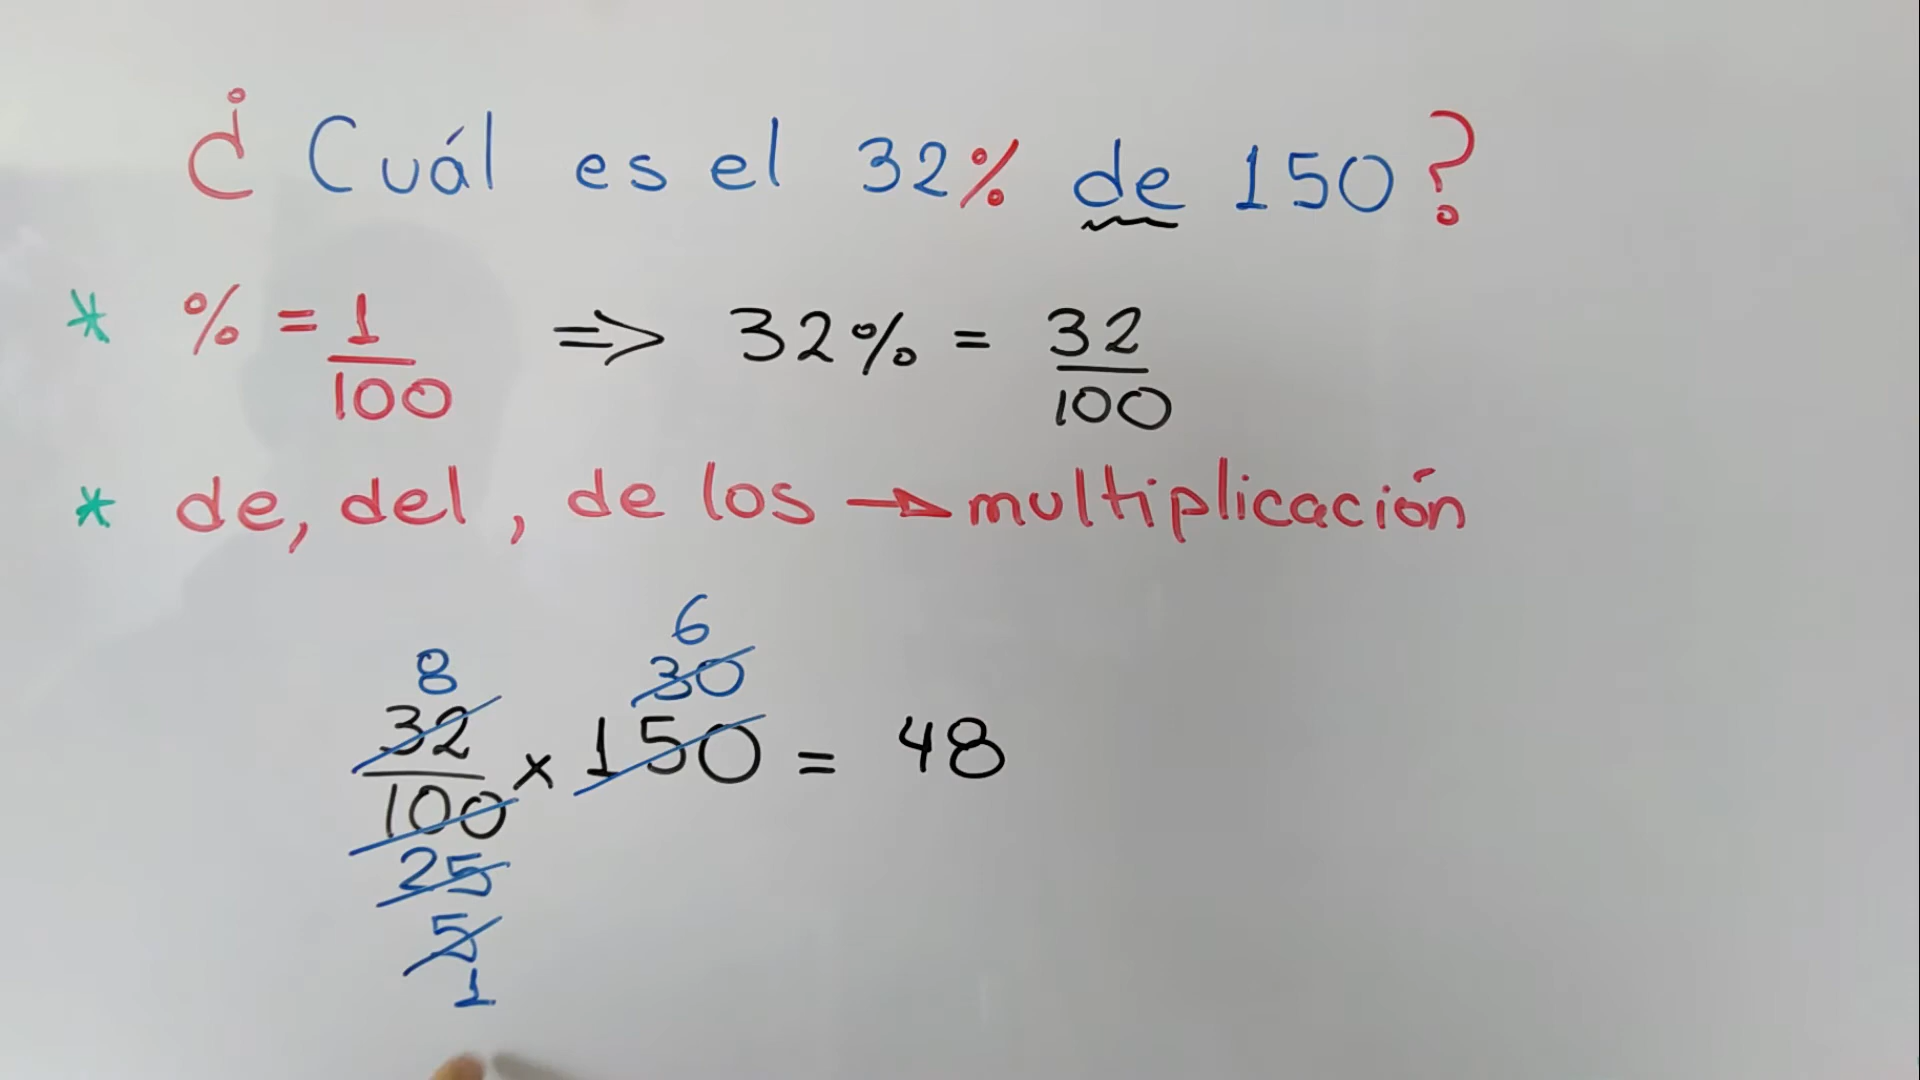 ¿Cuál es el 32% de 150?
* % = 1/100 ⇒ 32% = 32/100
* de, del, de los → multiplicación
6
8 30
32/100 x 150 = 48
25
5
1